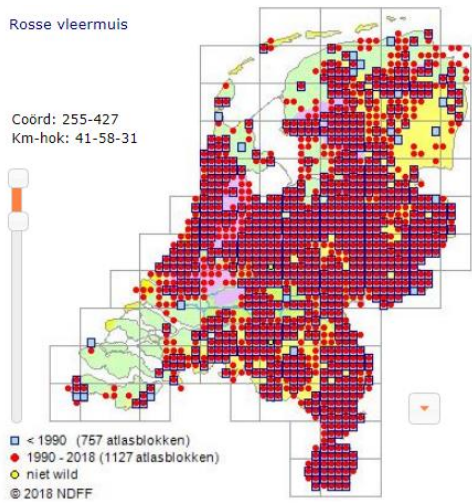 Rosse vleermuis
Coörd: 255-427
Km-hok: 41-58-31
< 1990 (757 atlasblokken)
1990 - 2018 (1127 atlasblokken)
niet wild
© 2018 NDFF